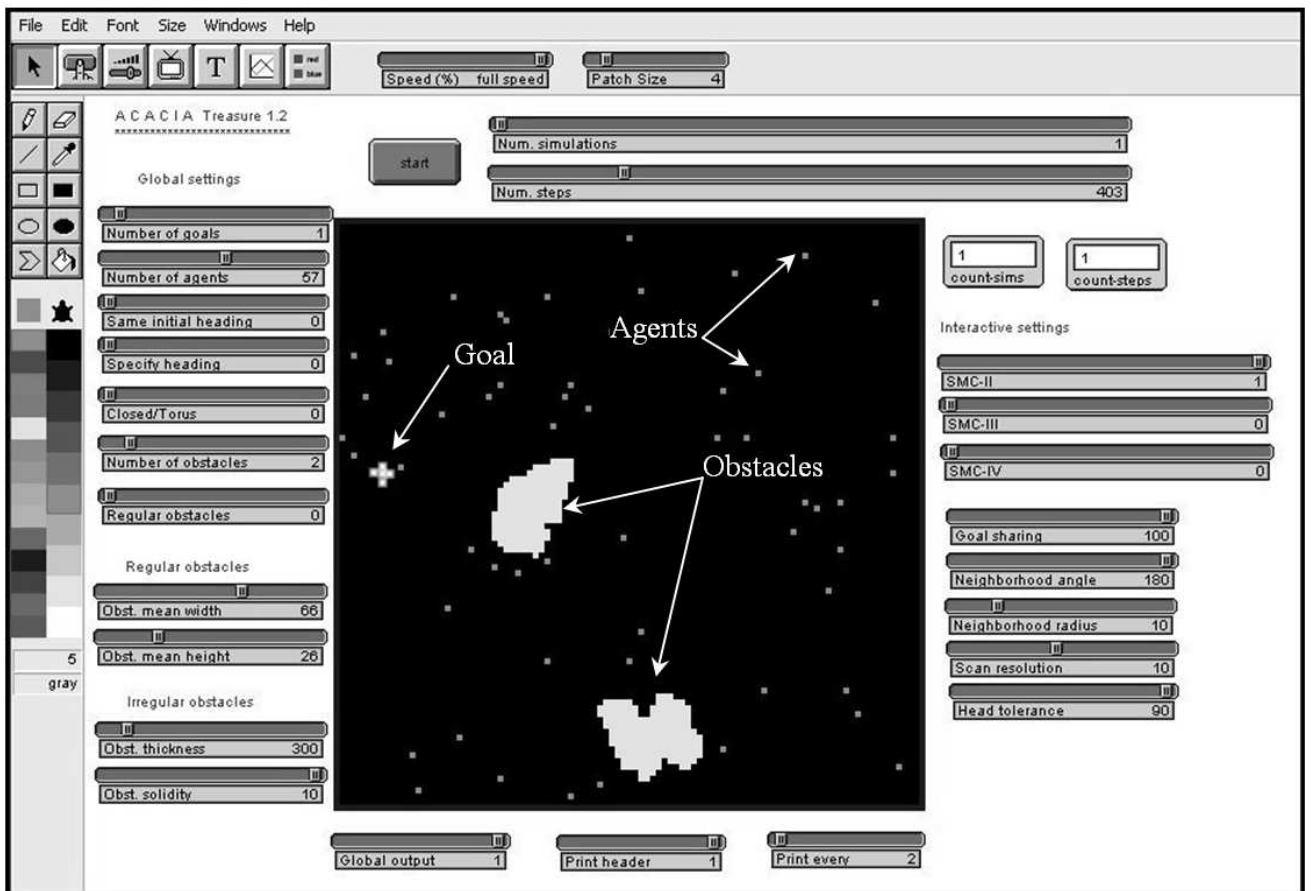 File Edit Font Size Windows Help
T
red
blue
Speed (%) full speed
Patch Size 4
A C A C I A Treasure 1.2
start
Num. simulations 1
Num. steps 403
Global settings
Number of goals 1
Number of agents 57
Same initial heading 0
Specify heading 0
Closed/Torus 0
Number of obstacles 2
Regular obstacles 0
Regular obstacles
Obst. mean width 66
Obst. mean height 26
Irregular obstacles
Obst. thickness 300
Obst. solidity 10
5
gray
Agents
Goal
Obstacles
1
count-sims
1
count-steps
Interactive settings
SMC-II 1
SMC-III 0
SMC-IV 0
Goal sharing 100
Neighborhood angle 180
Neighborhood radius 10
Scan resolution 10
Head tolerance 90
Global output 1
Print header 1
Print every 2